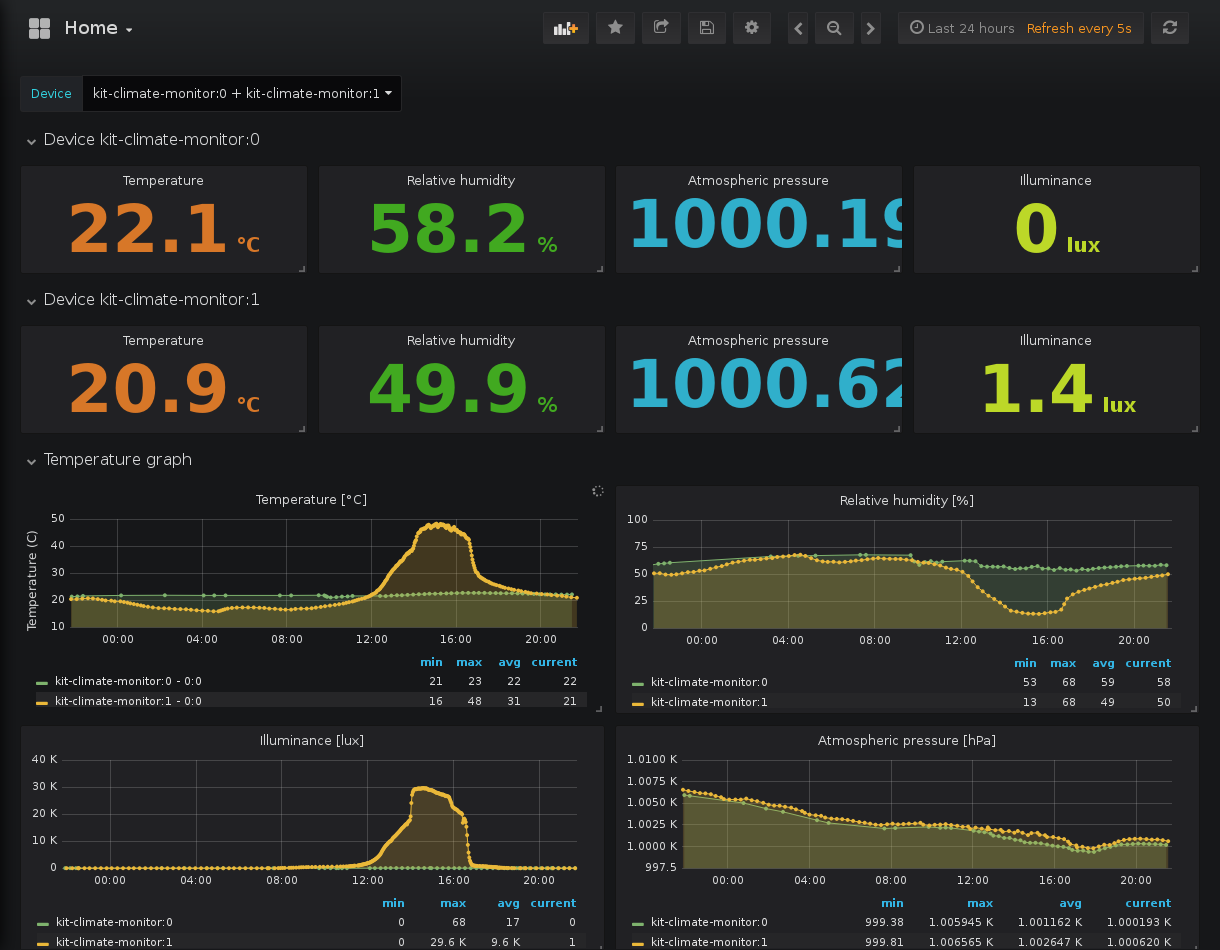 Home
Last 24 hours Refresh every 5s
Device kit-climate-monitor:0 + kit-climate-monitor:1
Device kit-climate-monitor:0
Temperature Relative humidity Atmospheric pressure Illuminance
22.1 °C 58.2 % 1000.19 0 lux
Device kit-climate-monitor:1
Temperature Relative humidity Atmospheric pressure Illuminance
20.9 °C 49.9 % 1000.62 1.4 lux
Temperature graph
Temperature [°C]
Temperature (C)
50
40
30
20
10
00:00 04:00 08:00 12:00 16:00 20:00
min max avg current
kit-climate-monitor:0 - 0:0 21 23 22 22
kit-climate-monitor:1 - 0:0 16 48 31 21
Relative humidity [%]
100
75
50
25
0
00:00 04:00 08:00 12:00 16:00 20:00
min max avg current
kit-climate-monitor:0 53 68 59 58
kit-climate-monitor:1 13 68 49 50
Illuminance [lux]
40 K
30 K
20 K
10 K
0
00:00 04:00 08:00 12:00 16:00 20:00
min max avg current
kit-climate-monitor:0 0 68 17 0
kit-climate-monitor:1 0 29.6 K 9.6 K 1
Atmospheric pressure [hPa]
1.0100 K
1.0075 K
1.0050 K
1.0025 K
1.0000 K
997.5
00:00 04:00 08:00 12:00 16:00 20:00
min max avg current
kit-climate-monitor:0 999.38 1.005945 K 1.001162 K 1.000193 K
kit-climate-monitor:1 999.81 1.006565 K 1.002647 K 1.000620 K